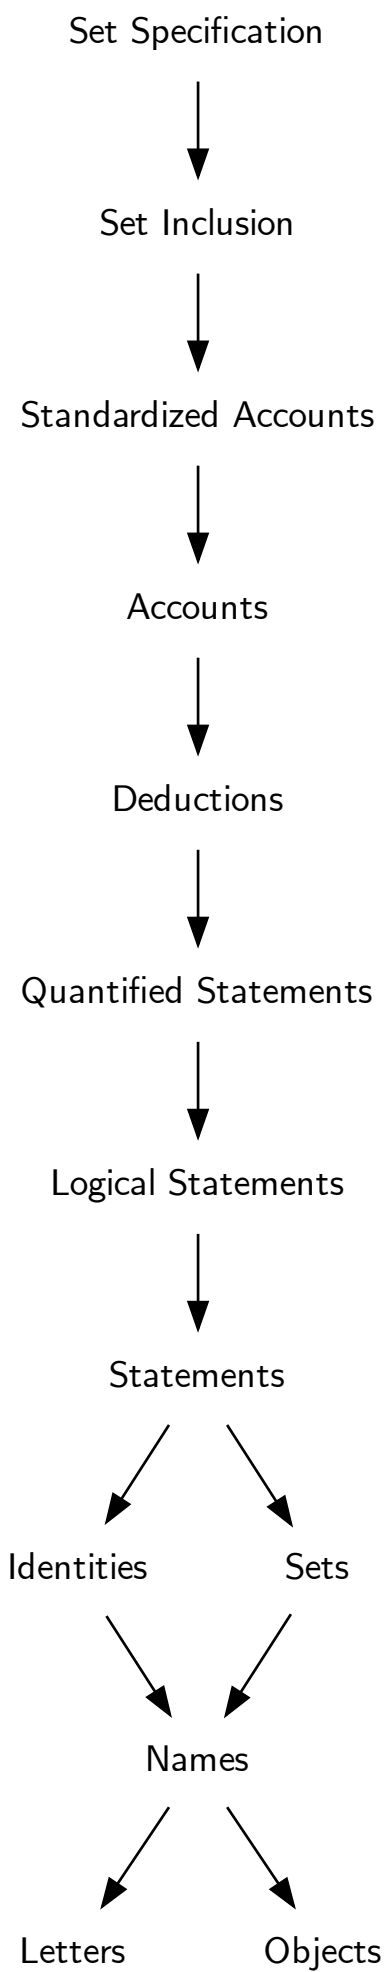 Set Specification
Set Inclusion
Standardized Accounts
Accounts
Deductions
Quantified Statements
Logical Statements
Statements
Identities
Sets
Names
Letters
Objects